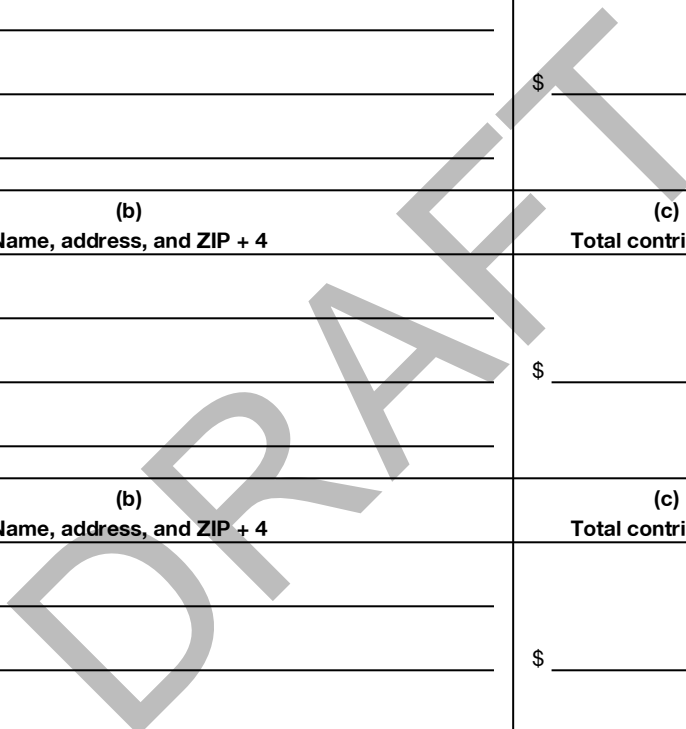 $
(b) (c)
Name, address, and ZIP + 4 Total contri
$
(b) (c)
Name, address, and ZIP + 4 Total contri
$
DRAFT